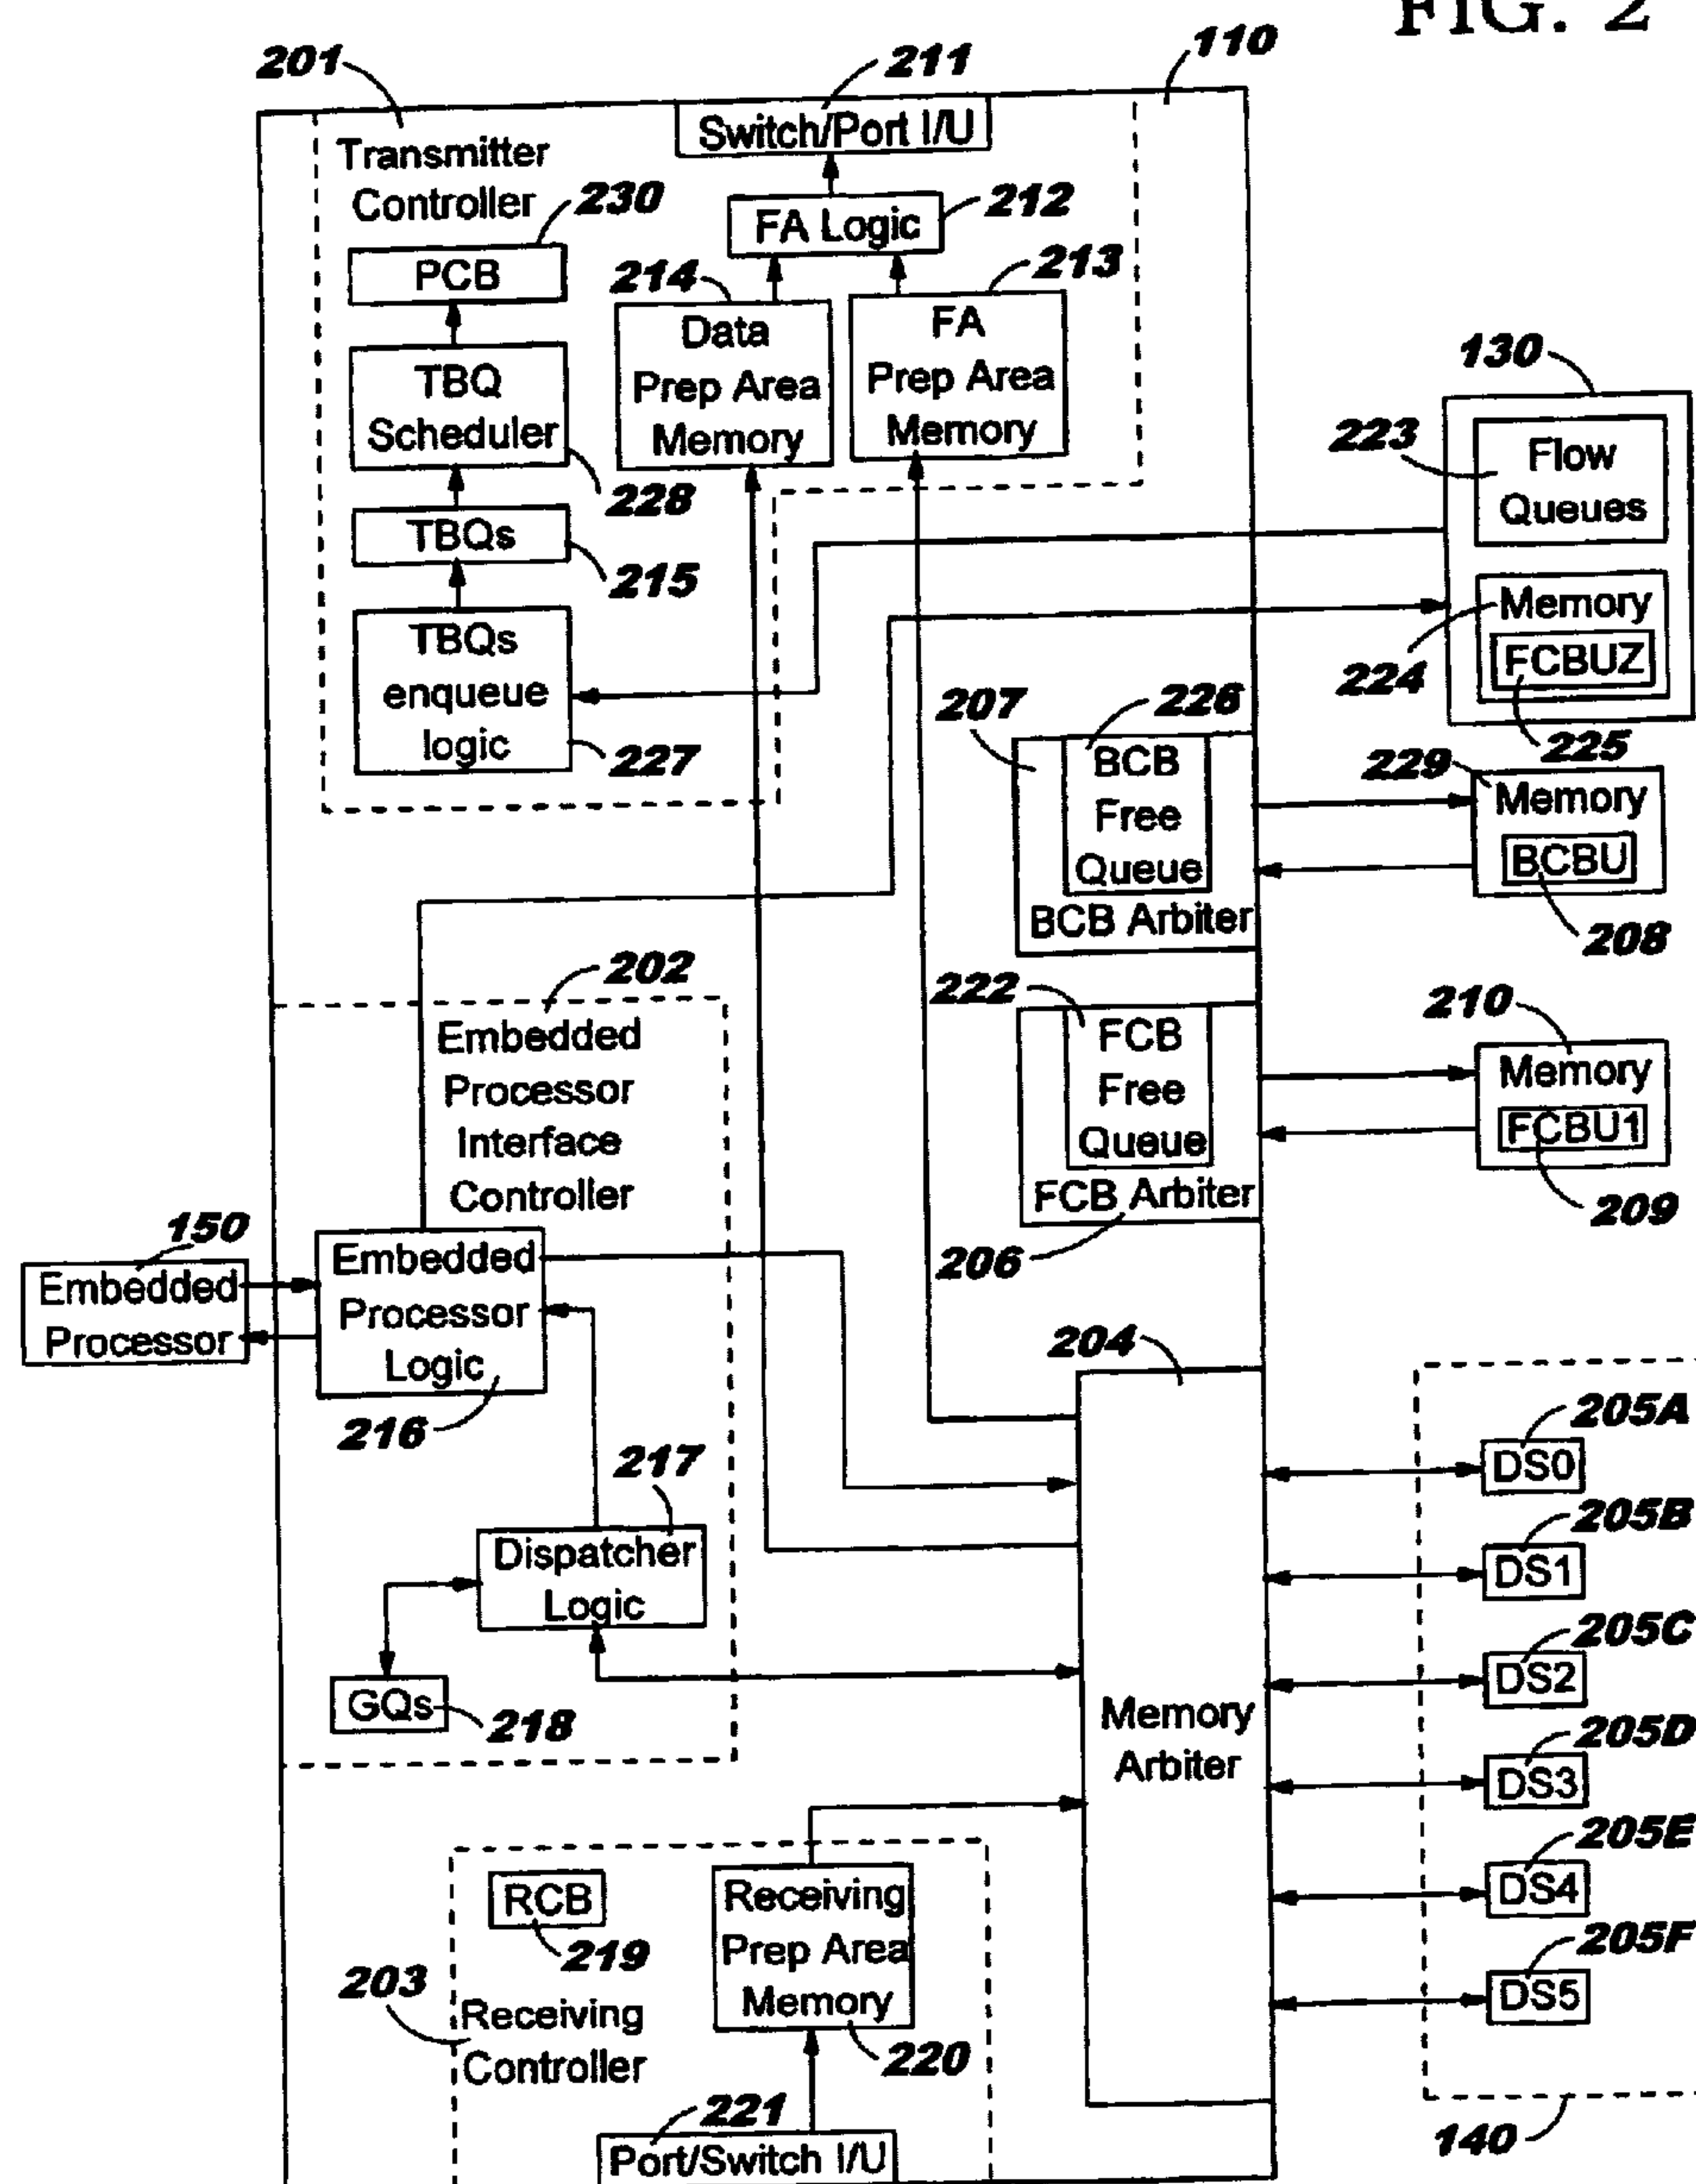 FIG. 2
201
211
110
Switch/Port I/U
Transmitter
Controller
230
FA Logic
212
PCB
214
213
Data
Prep Area
Memory
FA
Prep Area
Memory
TBQ
Scheduler
228
TBQs
215
TBQs
enqueue
logic
227
130
223
Flow
Queues
Memory
224
FCBUZ
225
207
226
BCB
Free
Queue
BCB Arbiter
229
Memory
BCBU
208
202
Embedded
Processor
Interface
Controller
222
FCB
Free
Queue
FCB Arbiter
206
210
Memory
FCBU1
209
150
Embedded
Processor
Embedded
Processor
Logic
216
204
217
Dispatcher
Logic
GQs
218
Memory
Arbiter
205A
DS0
205B
DS1
205C
DS2
205D
DS3
205E
DS4
205F
DS5
140
RCB
219
203
Receiving
Controller
Receiving
Prep Area
Memory
220
221
Port/Switch I/U